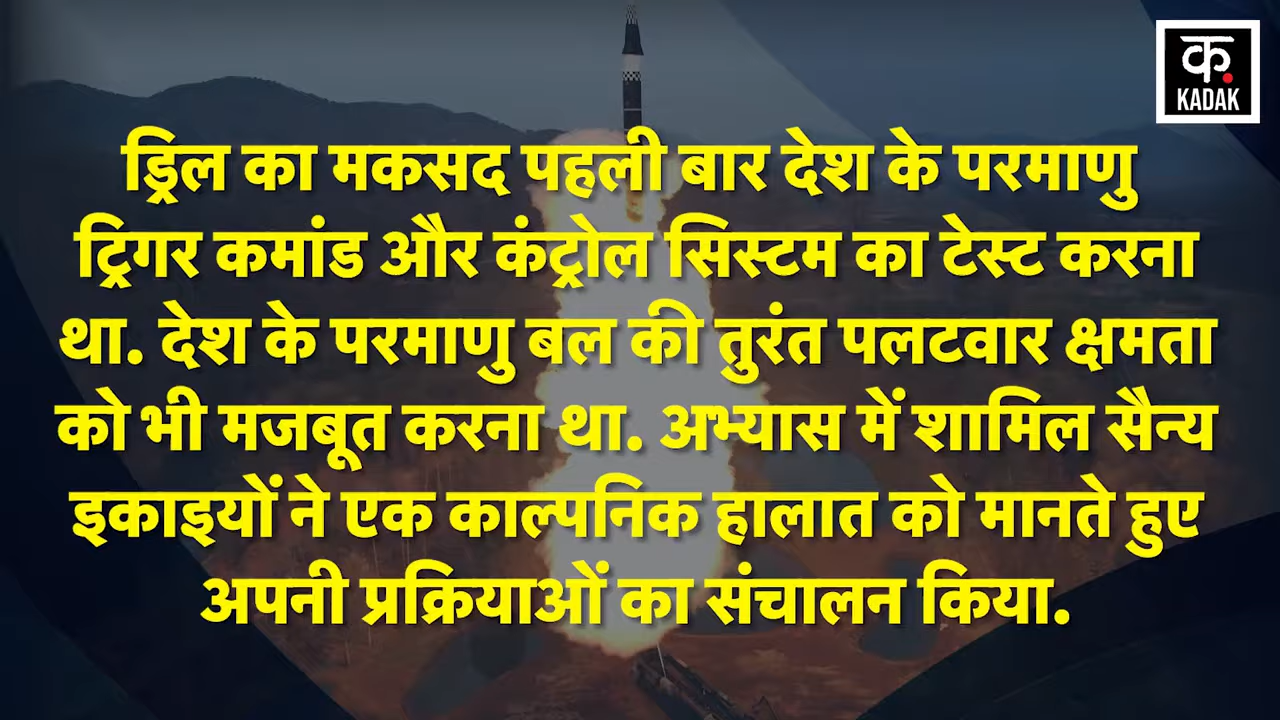 क.
KADAK
ड्रिल का मकसद पहली बार देश के परमाणु
ट्रिगर कमांड और कंट्रोल सिस्टम का टेस्ट करना
था. देश के परमाणु बल की तुरंत पलटवार क्षमता
को भी मजबूत करना था. अभ्यास में शामिल सैन्य
इकाइयों ने एक काल्पनिक हालात को मानते हुए
अपनी प्रक्रियाओं का संचालन किया.